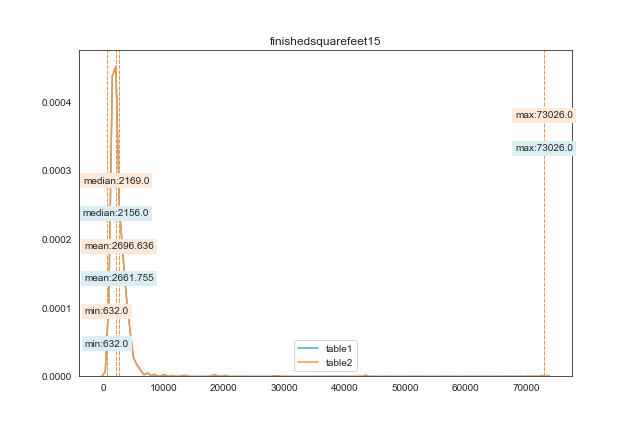 finishedsquarefeet15
0.0004
0.0003
0.0002
0.0001
0.0000
max:73026.0
max:73026.0
median:2169.0
median:2156.0
mean:2696.636
mean:2661.755
min:632.0
min:632.0
table1
table2
0
10000
20000
30000
40000
50000
60000
70000